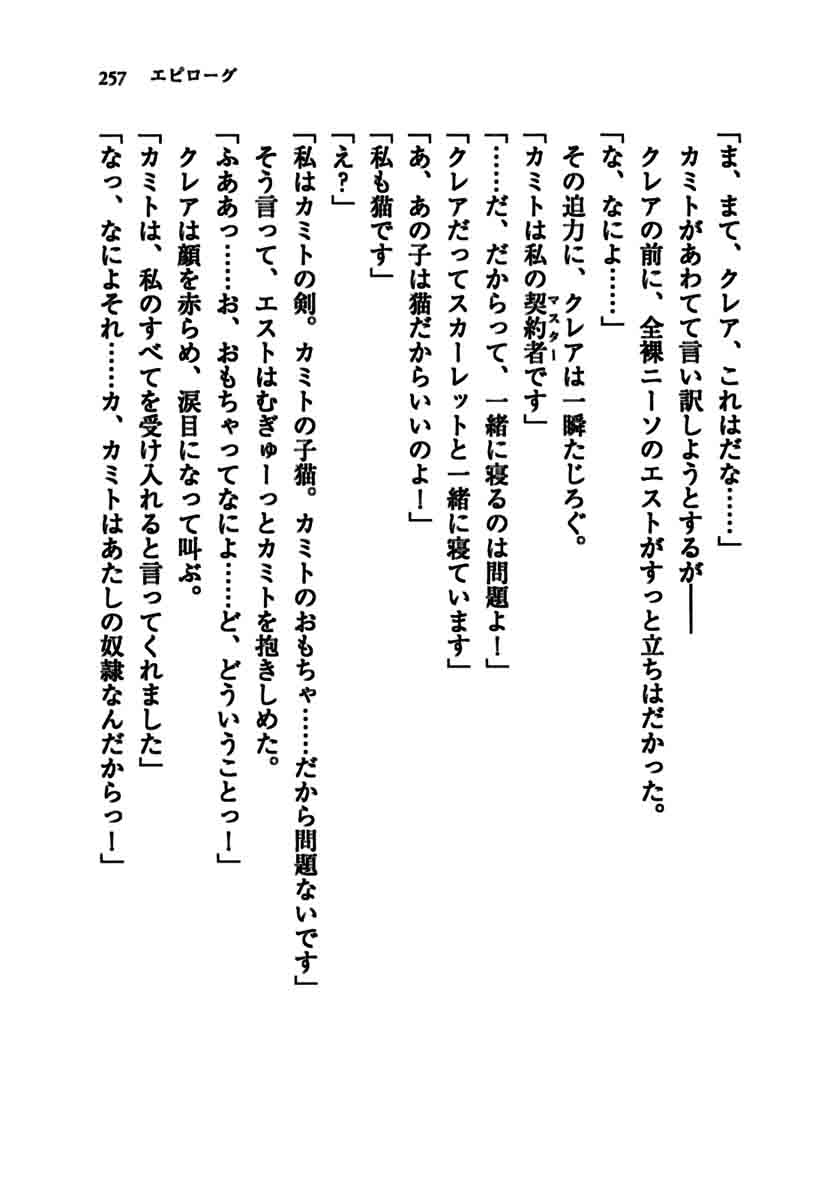 257 エピローグ
「ま、まて、クレア、これはだな……」
カミトがあわてて言い訳しようとするが――
クレアの前に、全裸ニーソのエストがすっと立ちはだかった。
「な、なによ……」
その迫力に、クレアは一瞬たじろぐ。
「カミトは私の契約者マスターです」
「……だ、だからって、一緒に寝るのは問題よ！」
「クレアだってスカーレットと一緒に寝ています」
「あ、あの子は猫だからいいのよ！」
「私も猫です」
「え？」
「私はカミトの剣。カミトの子猫。カミトのおもちゃ……だから問題ないです」
そう言って、エストはむぎゅーっとカミトを抱きしめた。
「ふああっ……お、おもちゃってなによ……ど、どういうことっ！」
クレアは顔を赤らめ、涙目になって叫ぶ。
「カミトは、私のすべてを受け入れると言ってくれました」
「なっ、なによそれ……カ、カミトはあたしの奴隷なんだからっ！」